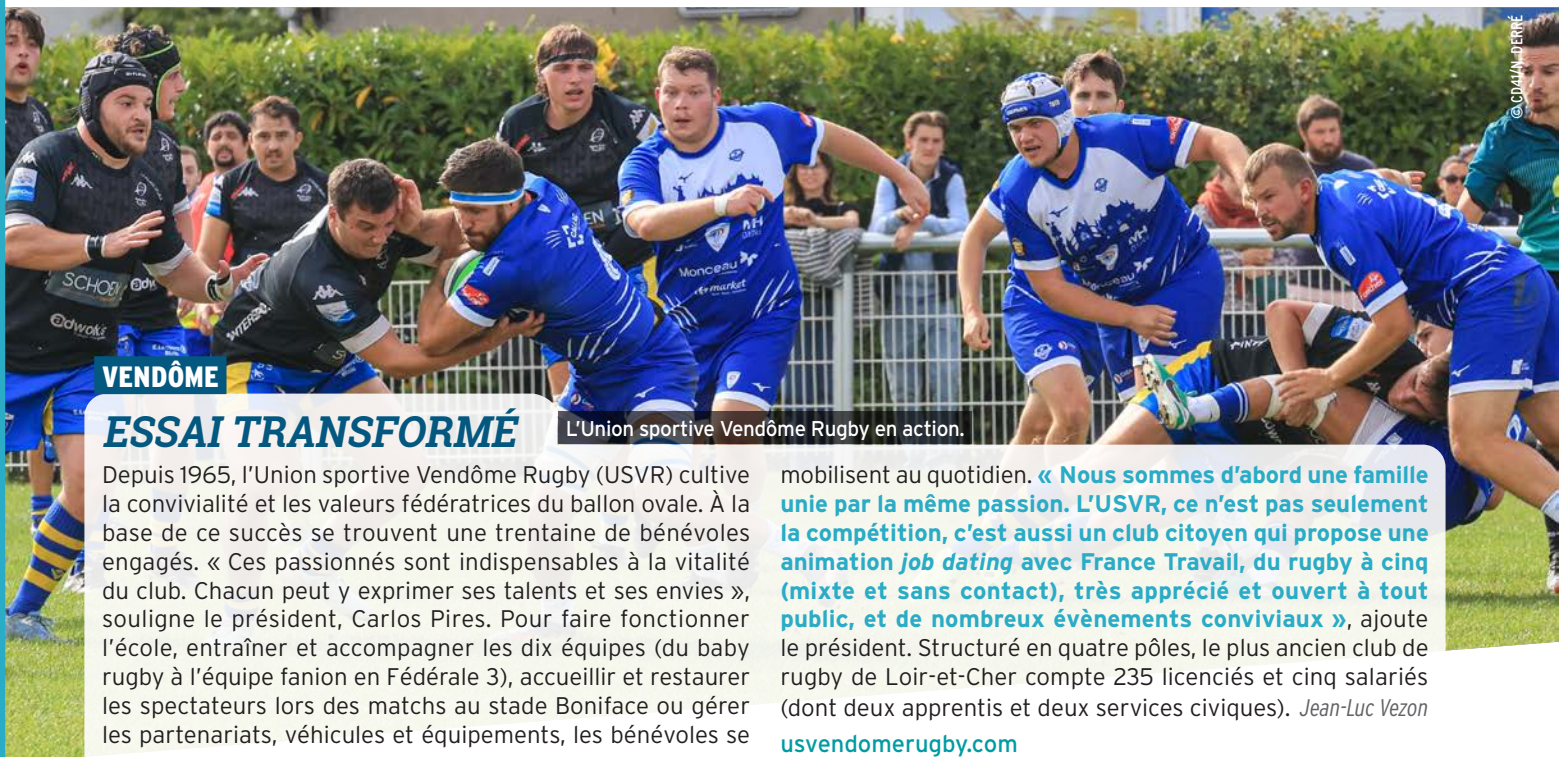 © CD41/N. DERRÉ
SCHOEN
adwork's
INTERSPORT
Monceau
market
MH
Monceau
VENDÔME
ESSAI TRANSFORMÉ
L'Union sportive Vendôme Rugby en action.
Depuis 1965, l'Union sportive Vendôme Rugby (USVR) cultive
la convivialité et les valeurs fédératrices du ballon ovale. À la
base de ce succès se trouvent une trentaine de bénévoles
engagés. « Ces passionnés sont indispensables à la vitalité
du club. Chacun peut y exprimer ses talents et ses envies »,
souligne le président, Carlos Pires. Pour faire fonctionner
l'école, entraîner et accompagner les dix équipes (du baby
rugby à l'équipe fanion en Fédérale 3), accueillir et restaurer
les spectateurs lors des matchs au stade Boniface ou gérer
les partenariats, véhicules et équipements, les bénévoles se
mobilisent au quotidien. « Nous sommes d'abord une famille
unie par la même passion. L'USVR, ce n'est pas seulement
la compétition, c'est aussi un club citoyen qui propose une
animation job dating avec France Travail, du rugby à cinq
(mixte et sans contact), très apprécié et ouvert à tout
public, et de nombreux évènements conviviaux », ajoute
le président. Structuré en quatre pôles, le plus ancien club de
rugby de Loir-et-Cher compte 235 licenciés et cinq salariés
(dont deux apprentis et deux services civiques). Jean-Luc Vezon
usvendomerugby.com